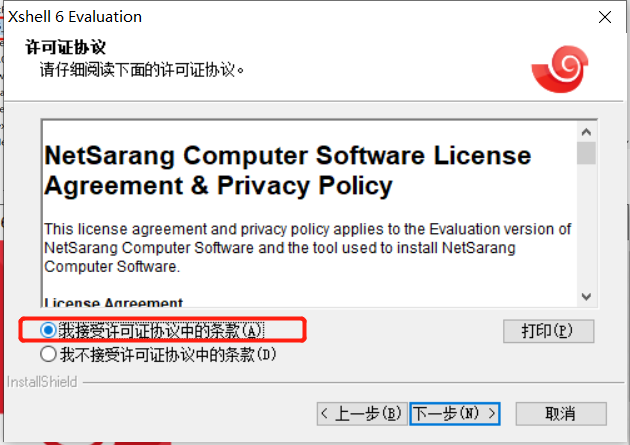 Xshell 6 Evaluation
许可证协议
请仔细阅读下面的许可证协议。
NetSarang Computer Software License
Agreement & Privacy Policy
This license agreement and privacy policy applies to the Evaluation version of
NetSarang Computer Software and the tool used to install NetSarang
Computer Software.
License Agreement
我接受许可证协议中的条款(A)
打印(P)
我不接受许可证协议中的条款(D)
InstallShield
< 上一步(B)
下一步(N) >
取消